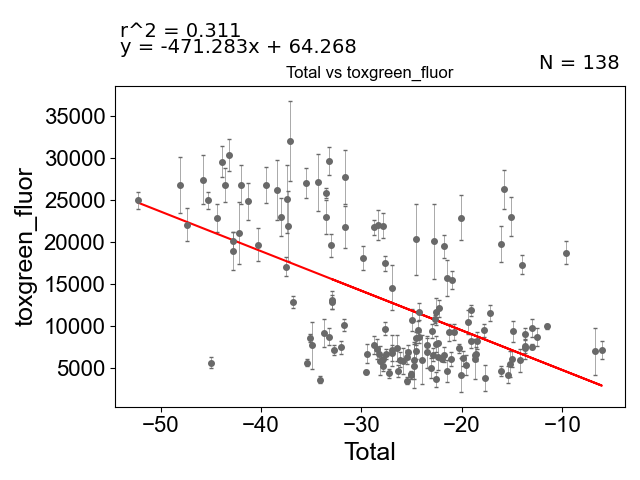 r^2 = 0.311
y = -471.283x + 64.268
N = 138
Total vs toxgreen_fluor
35000
30000
25000
20000
15000
10000
5000
toxgreen_fluor
−50
−40
−30
−20
−10
Total